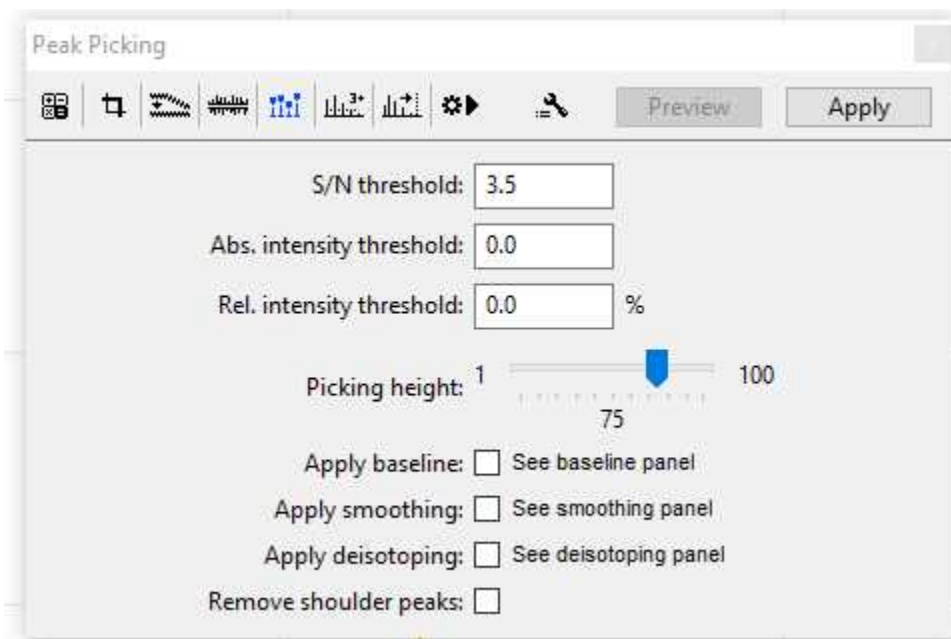 Peak Picking
Preview Apply
S/N threshold: 3.5
Abs. intensity threshold: 0.0
Rel. intensity threshold: 0.0 %
Picking height: 1 100
75
Apply baseline: See baseline panel
Apply smoothing: See smoothing panel
Apply deisotoping: See deisotoping panel
Remove shoulder peaks: